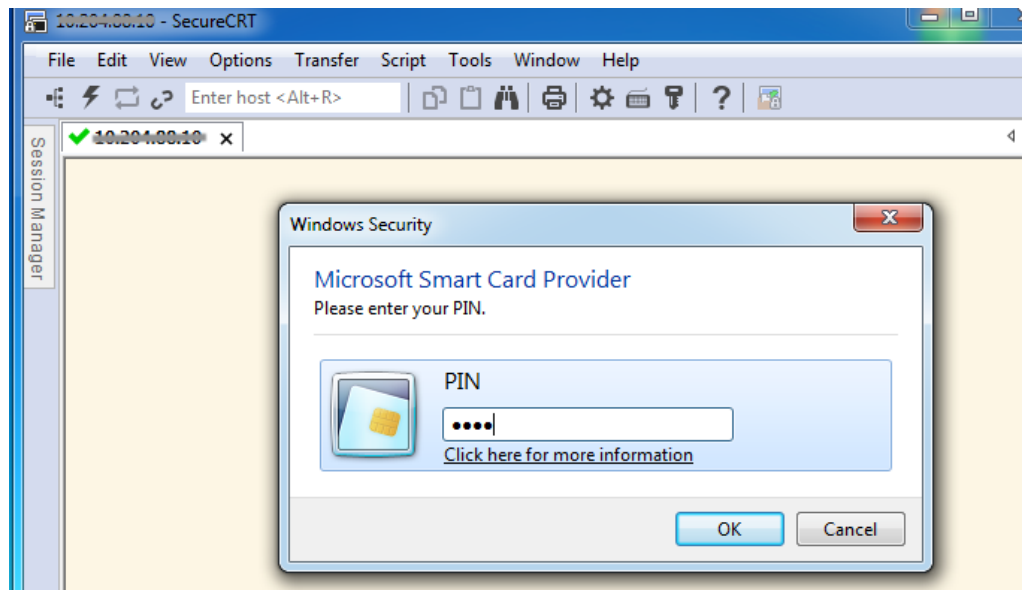 - SecureCRT
File Edit View Options Transfer Script Tools Window Help
Enter host <Alt+R>
Session Manager
Windows Security
Microsoft Smart Card Provider
Please enter your PIN.
PIN
••••
Click here for more information
OK Cancel